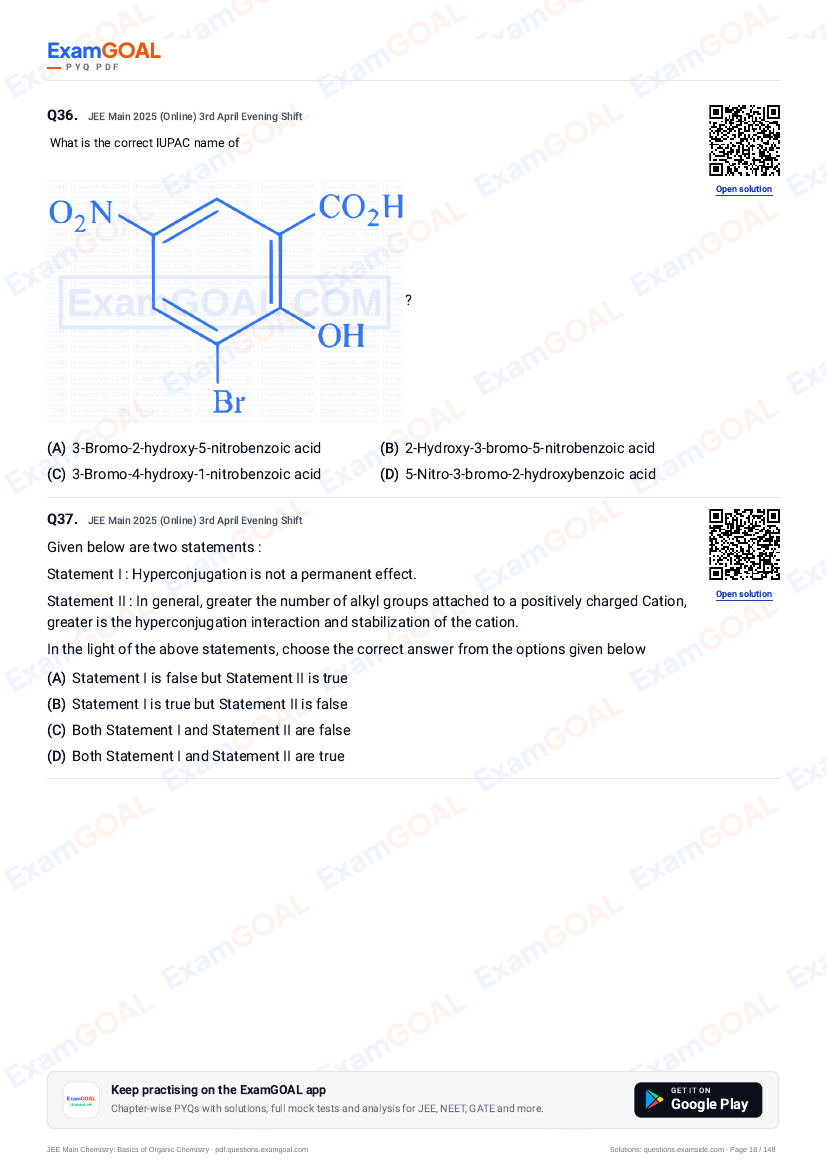 ExamGOAL
PYQ PDF
Q36. JEE Main 2025 (Online) 3rd April Evening Shift
What is the correct IUPAC name of
Open solution
O₂N
CO₂H
ExamGOAL.COM
?
OH
Br
(A) 3-Bromo-2-hydroxy-5-nitrobenzoic acid (B) 2-Hydroxy-3-bromo-5-nitrobenzoic acid
(C) 3-Bromo-4-hydroxy-1-nitrobenzoic acid (D) 5-Nitro-3-bromo-2-hydroxybenzoic acid
Q37. JEE Main 2025 (Online) 3rd April Evening Shift
Given below are two statements :
Statement I : Hyperconjugation is not a permanent effect.
Open solution
Statement II : In general, greater the number of alkyl groups attached to a positively charged Cation,
greater is the hyperconjugation interaction and stabilization of the cation.
In the light of the above statements, choose the correct answer from the options given below
(A) Statement I is false but Statement II is true
(B) Statement I is true but Statement II is false
(C) Both Statement I and Statement II are false
(D) Both Statement I and Statement II are true
ExamGOAL
Keep practising on the ExamGOAL app
Chapter-wise PYQs with solutions, full mock tests and analysis for JEE, NEET, GATE and more.
GET IT ON
Google Play
JEE Main Chemistry: Basics of Organic Chemistry · pdf.questions.examgoal.com
Solutions: questions.examside.com · Page 18 / 148